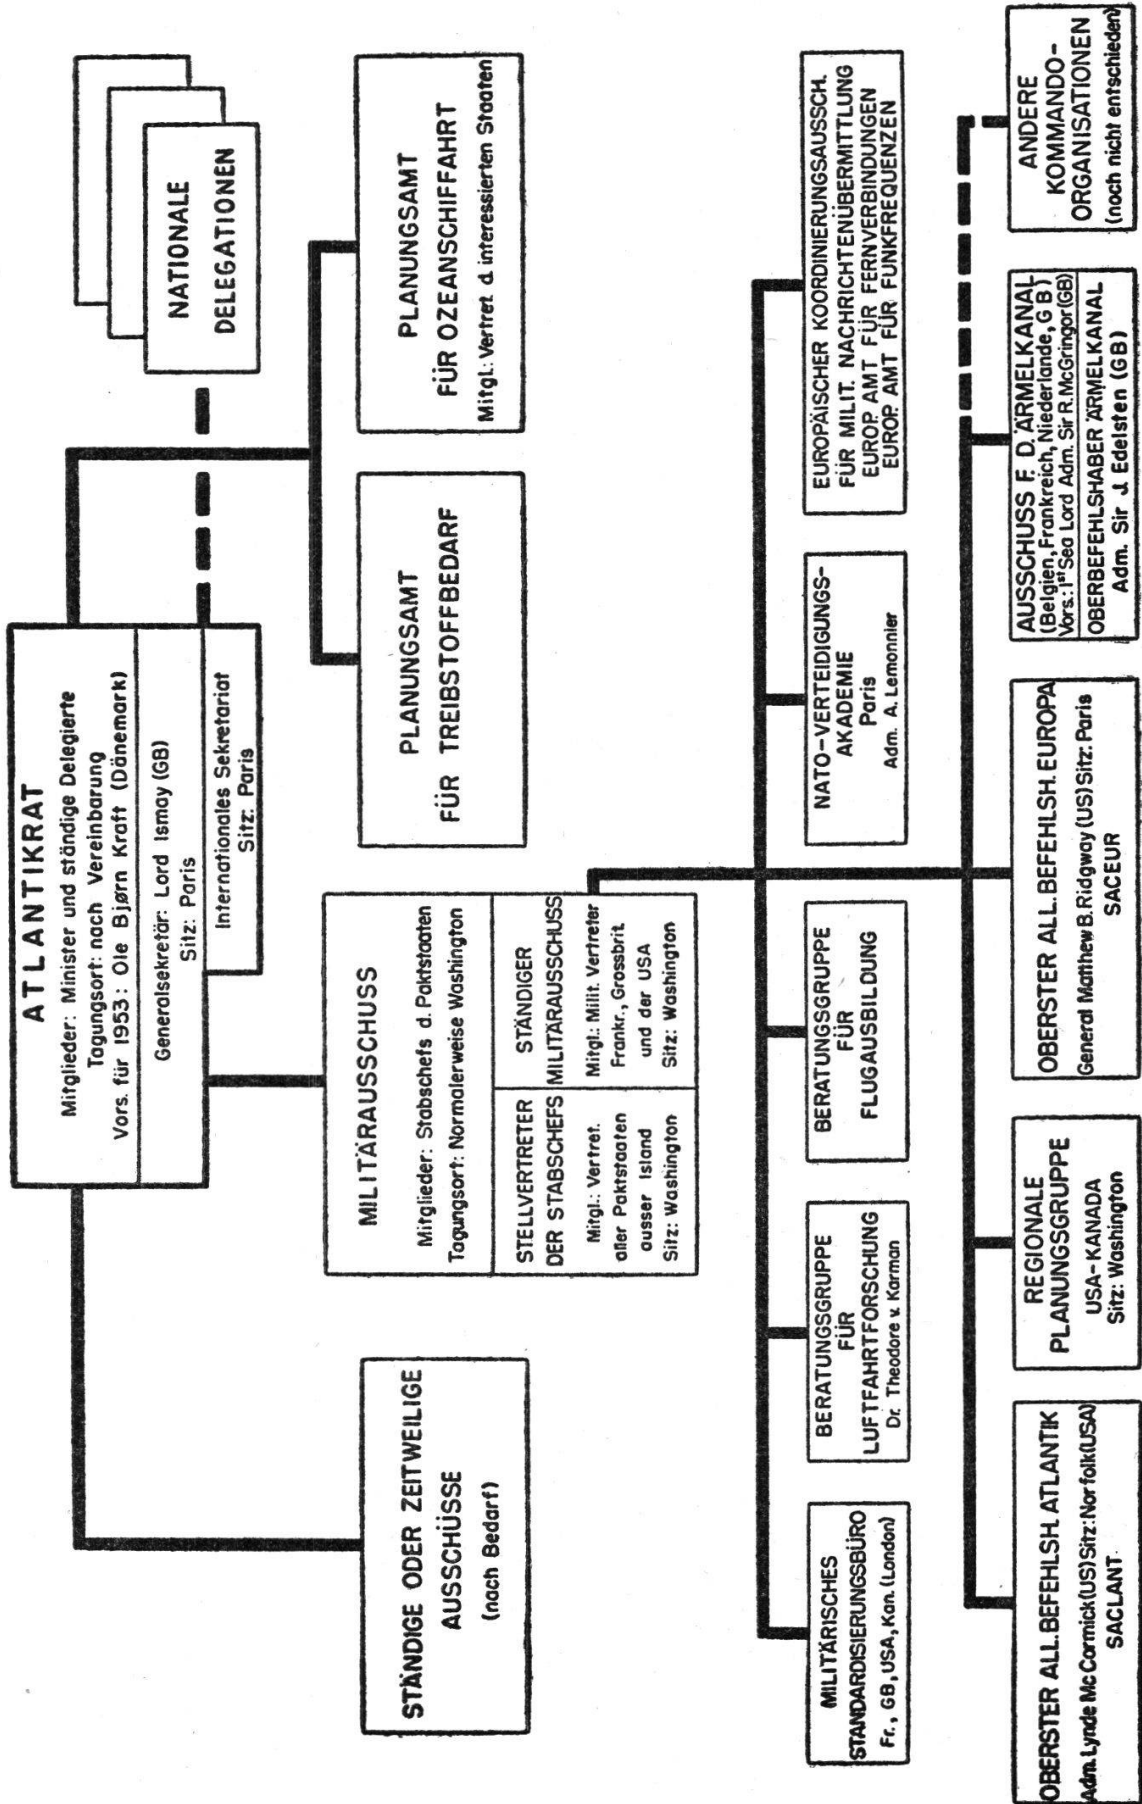 ATLANTIKRAT
Mitglieder: Minister und ständige Delegierte
Tagungsort: nach Vereinbarung
Vors. für 1953: Ole Bjørn Kraft (Dänemark)
Generalsekretär: Lord Ismay (GB)
Sitz: Paris
Internationales Sekretariat
Sitz: Paris
NATIONALE
DELEGATIONEN
STÄNDIGE ODER ZEITWEILIGE
AUSSCHÜSSE
(nach Bedarf)
MILITÄRAUSSCHUSS
Mitglieder: Stabschefs d. Paktstaaten
Tagungsort: Normalerweise Washington
STELLVERTRETER
DER STABSCHEFS
Mitgl.: Vertret.
aller Paktstaaten
ausser Island
Sitz: Washington
STÄNDIGER
MILITÄRAUSSCHUSS
Mitgl.: Milit. Vertreter
Frankr., Grossbrit.
und der USA
Sitz: Washington
PLANUNGSAMT
FÜR TREIBSTOFFBEDARF
PLANUNGSAMT
FÜR OZEANSCHIFFAHRT
Mitgl.: Vertret d. interessierten Staaten
MILITÄRISCHES
STANDARDISIERUNGSBÜRO
Fr., GB, USA, Kan. (London)
BERATUNGSGRUPPE
FÜR
LUFTFAHRTFORSCHUNG
Dr. Theodore v. Karman
BERATUNGSGRUPPE
FÜR
FLUGAUSBILDUNG
NATO-VERTEIDIGUNGS-
AKADEMIE
Paris
Adm. A. Lemonnier
EUROPÄISCHER KOORDINIERUNGSAUSSCH.
FÜR MILIT. NACHRICHTENÜBERMITTLUNG
EUROP. AMT FÜR FERNVERBINDUNGEN
EUROP. AMT FÜR FUNKFREQUENZEN
OBERSTER ALL. BEFEHLSH. ATLANTIK
Adm. Lynde Mc Cormick (US) Sitz: Norfolk (USA)
SACLANT
REGIONALE
PLANUNGSGRUPPE
USA-KANADA
Sitz: Washington
OBERSTER ALL. BEFEHLSH. EUROPA
General Matthew B. Ridgway (US) Sitz: Paris
SACEUR
AUSSCHUSS F. D. ÄRMELKANAL
(Belgien, Frankreich, Niederlande, G B)
Vors.: 1st Sea Lord Adm. Sir R. McGringor (GB)
OBERBEFEHLSHABER ÄRMELKANAL
Adm. Sir J. Edelsten (GB)
ANDERE
KOMMANDO-
ORGANISATIONEN
(noch nicht entschieden)